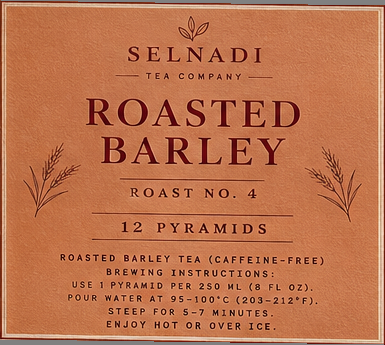 SELNADI
TEA COMPANY
ROASTED
BARLEY
ROAST NO. 4
12 PYRAMIDS
ROASTED BARLEY TEA (CAFFEINE-FREE)
BREWING INSTRUCTIONS:
USE 1 PYRAMID PER 250 ML (8 FL OZ).
POUR WATER AT 95–100°C (203–212°F).
STEEP FOR 5–7 MINUTES.
ENJOY HOT OR OVER ICE.